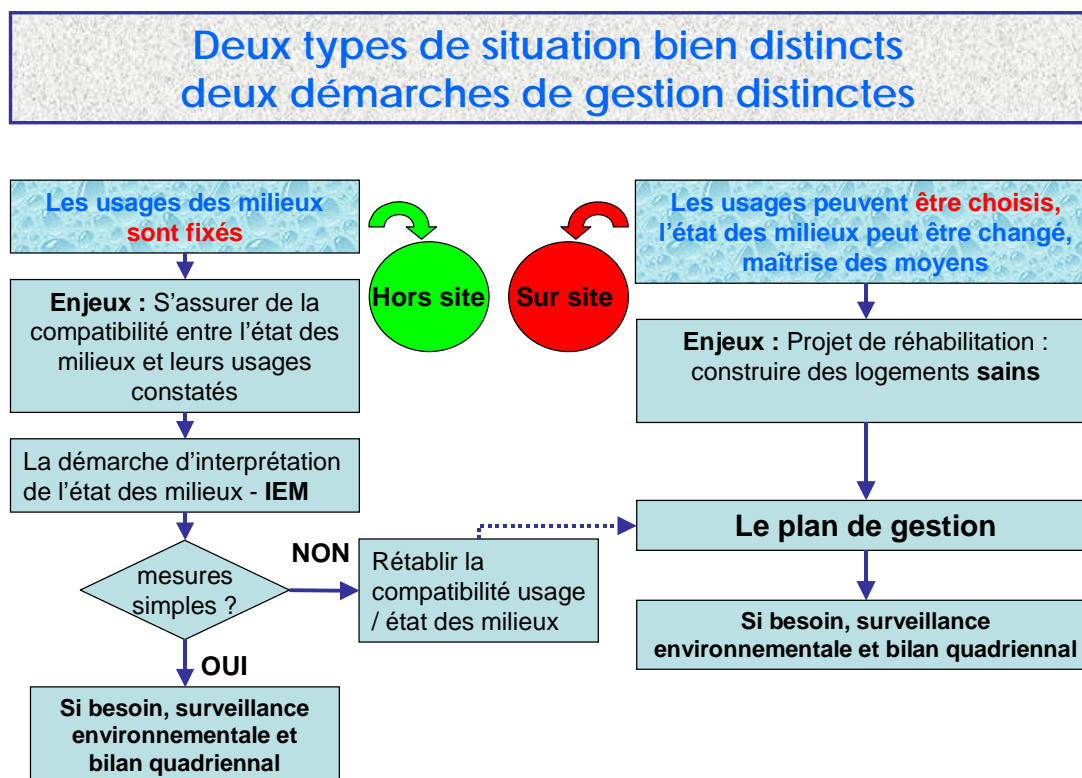 Deux types de situation bien distincts
deux démarches de gestion distinctes
Les usages des milieux
sont fixés
Enjeux : S'assurer de la
compatibilité entre l'état des
milieux et leurs usages
constatés
La démarche d'interprétation
de l'état des milieux - IEM
mesures
simples ?
NON
Rétablir la
compatibilité usage
/ état des milieux
OUI
Si besoin, surveillance
environnementale et
bilan quadriennal
Hors site
Sur site
Les usages peuvent être choisis,
l'état des milieux peut être changé,
maîtrise des moyens
Enjeux : Projet de réhabilitation :
construire des logements sains
Le plan de gestion
Si besoin, surveillance
environnementale et bilan quadriennal